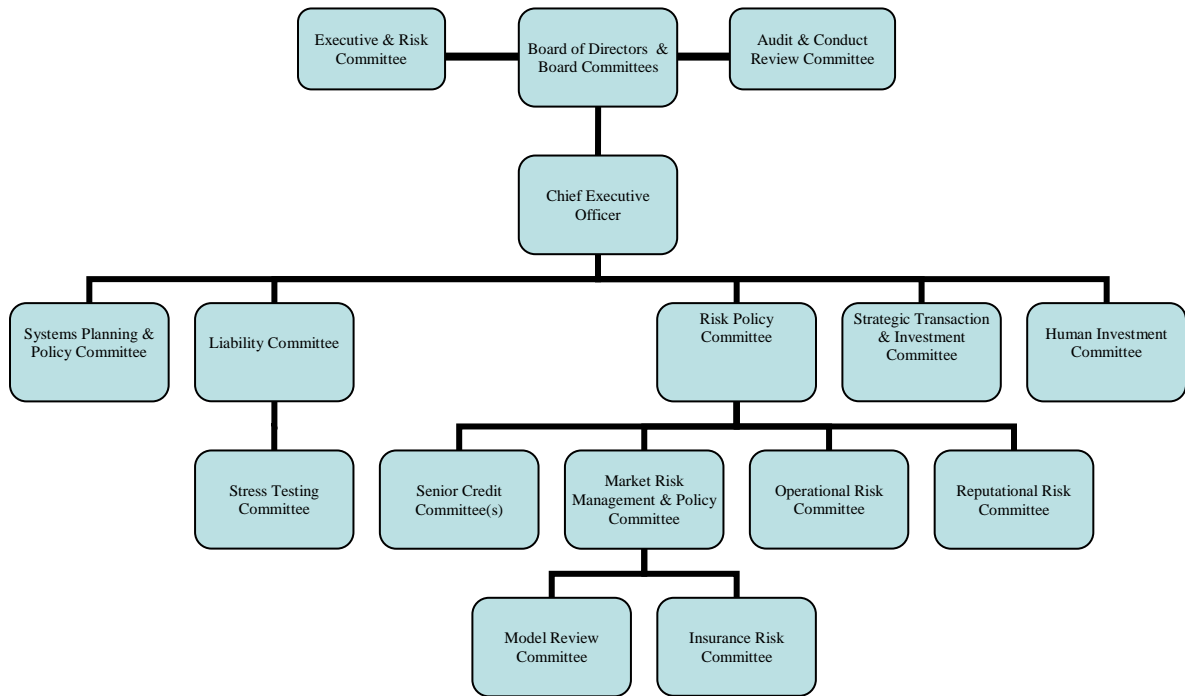 Executive & Risk
Committee
Board of Directors &
Board Committees
Audit & Conduct
Review Committee
Chief Executive
Officer
Systems Planning &
Policy Committee
Liability Committee
Risk Policy
Committee
Strategic Transaction
& Investment
Committee
Human Investment
Committee
Stress Testing
Committee
Senior Credit
Committee(s)
Market Risk
Management & Policy
Committee
Operational Risk
Committee
Reputational Risk
Committee
Model Review
Committee
Insurance Risk
Committee